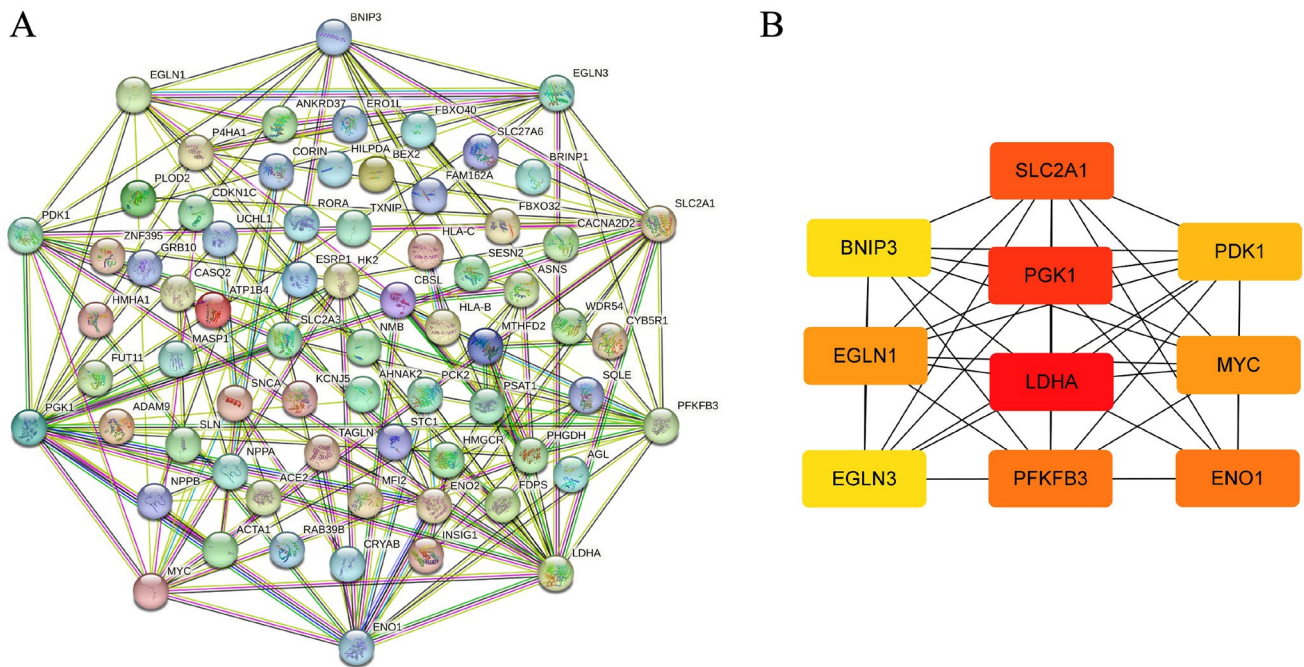 A
BNIP3
EGLN1
EGLN3
ANKRD37
ERO1L
FBXO40
P4HA1
SLC27A6
CORIN
HILPDA
BEX2
BRINP1
PLOD2
CDKN1C
FAM162A
PDK1
UCHL1
RORA
TXNIP
FBXO32
SLC2A1
CACNA2D2
ZNF395
GRB10
HLA-C
CASQ2
ESRP1
HK2
SESN2
ASNS
HMHA1
ATP1B4
CBSL
HLA-B
WDR54
CYB5R1
MASP1
SLC2A3
NMB
MTHFD2
FUT11
SNCA
KCNJ5
AHNAK2
PCK2
PSAT1
SQLE
PGK1
ADAM9
SLN
TAGLN
STC1
HMGCR
PHGDH
PFKFB3
NPPA
NPPB
ACE2
MFI2
ENO2
FDPS
AGL
ACTA1
RAB39B
CRYAB
INSIG1
LDHA
MYC
ENO1
B
SLC2A1
BNIP3
PGK1
PDK1
EGLN1
LDHA
MYC
EGLN3
PFKFB3
ENO1